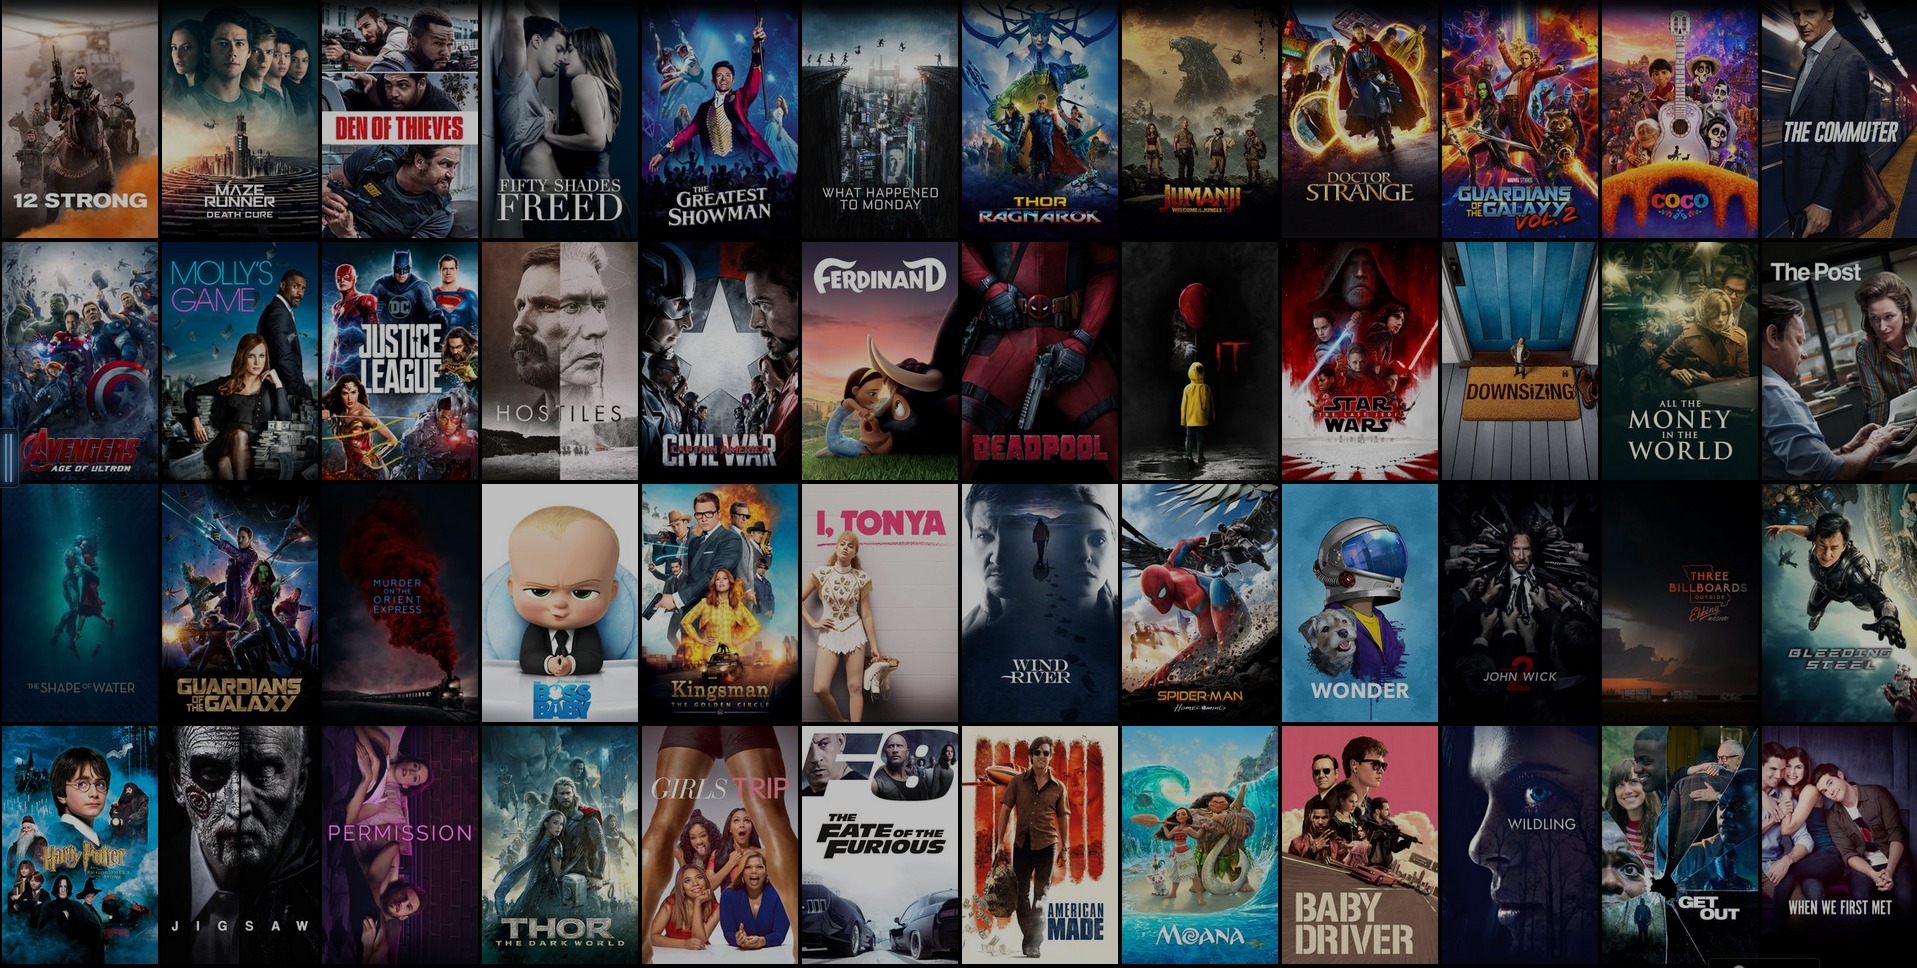 12 STRONG
MAZE
RUNNER
DEATH CURE
DEN OF THIEVES
FIFTY SHADES
FREED
THE
GREATEST
SHOWMAN
WHAT HAPPENED
TO MONDAY
THOR
RAGNAROK
JUMANJI
WELCOME TO THE JUNGLE
DOCTOR
STRANGE
MARVEL STUDIOS
GUARDIANS
OF THE GALAXY
VOL. 2
COCO
THE COMMUTER
AVENGERS
AGE OF ULTRON
MOLLY'S
GAME
DC
JUSTICE
LEAGUE
HOSTILES
CAPTAIN AMERICA
CIVIL WAR
FERDINAND
DEADPOOL
IT
STAR
THE LAST JEDI
WARS
DOWNSIZING
ALL THE
MONEY
IN THE
WORLD
The Post
THE SHAPE OF WATER
GUARDIANS
OF THE GALAXY
MURDER
ON THE
ORIENT
EXPRESS
THE
BOSS
BABY
Kingsman
THE GOLDEN CIRCLE
I, TONYA
WIND
RIVER
SPIDER-MAN
HOMECOMING
WONDER
2
JOHN WICK
THREE
BILLBOARDS
OUTSIDE
Ebbing
MISSOURI
BLEEDING
STEEL
Harry Potter
JIGSAW
PERMISSION
THOR
THE DARK WORLD
GIRLS TRIP
F8
THE
FATE OF THE
FURIOUS
AMERICAN
MADE
MOANA
BABY
DRIVER
WILDLING
GET
OUT
WHEN WE FIRST MET